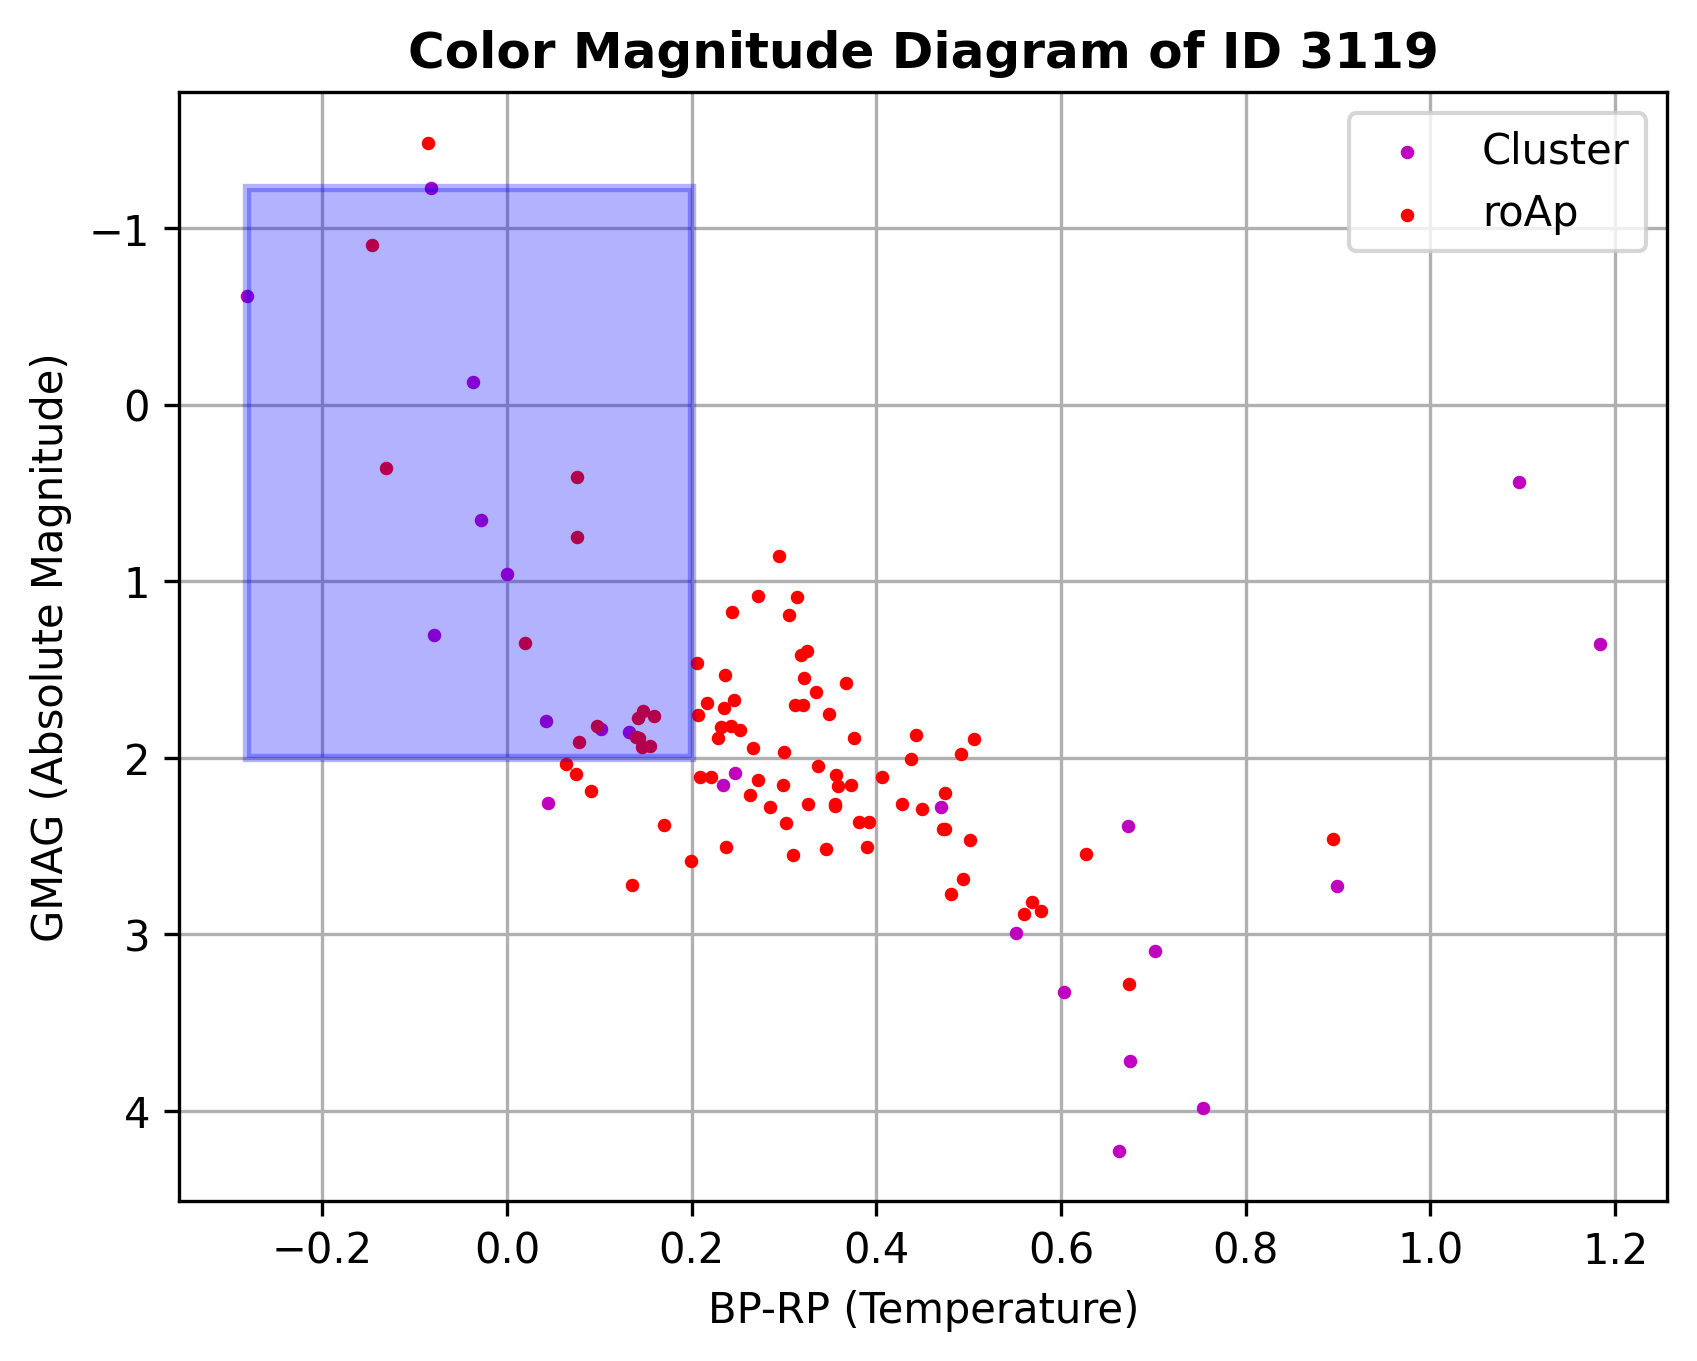 Color Magnitude Diagram of ID 3119
Cluster
roAp
GMAG (Absolute Magnitude)
−1
0
1
2
3
4
−0.2 0.0 0.2 0.4 0.6 0.8 1.0 1.2
BP-RP (Temperature)